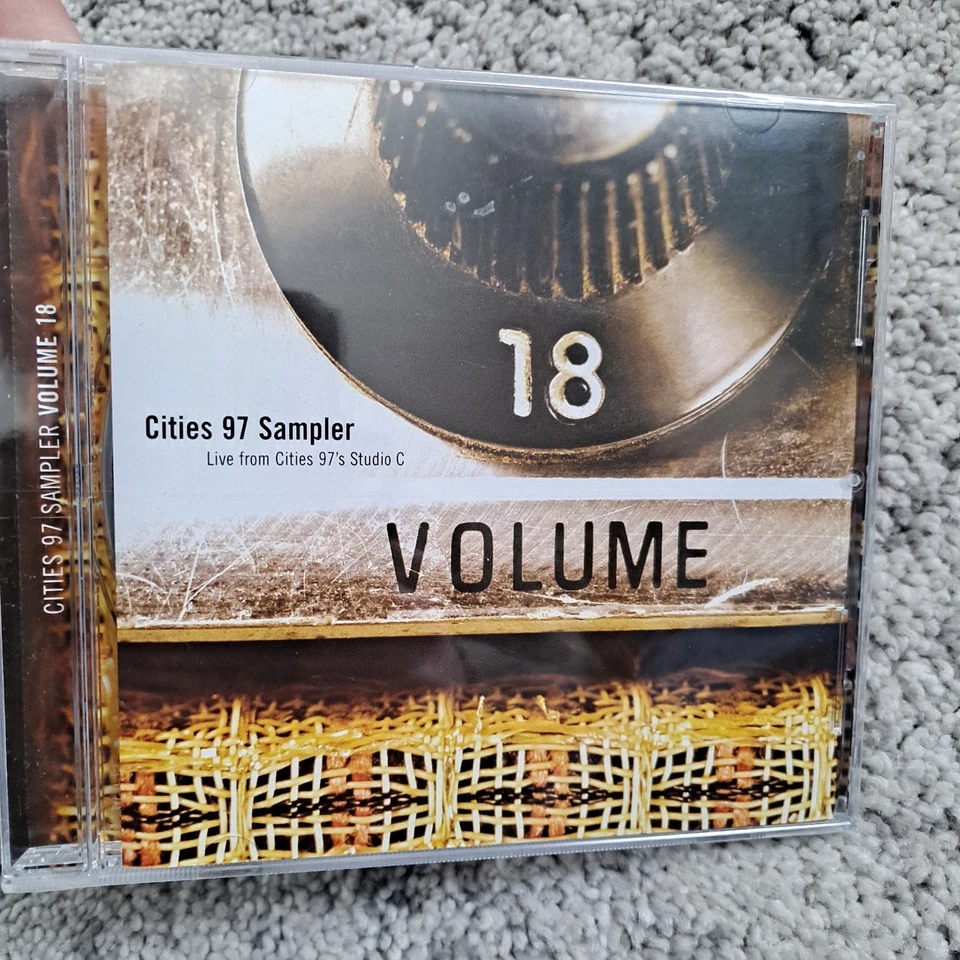 CITIES 97 SAMPLER VOLUME 18
18
Cities 97 Sampler
Live from Cities 97's Studio C
VOLUME